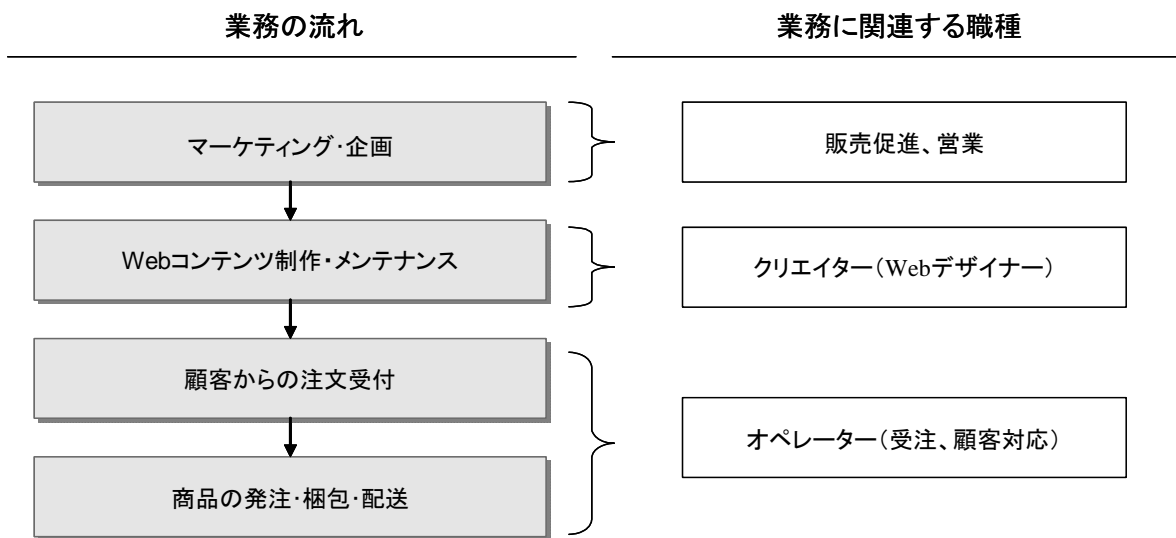 業務の流れ
業務に関連する職種
マーケティング・企画
販売促進、営業
Webコンテンツ制作・メンテナンス
クリエイター(Webデザイナー)
顧客からの注文受付
オペレーター(受注、顧客対応)
商品の発注・梱包・配送